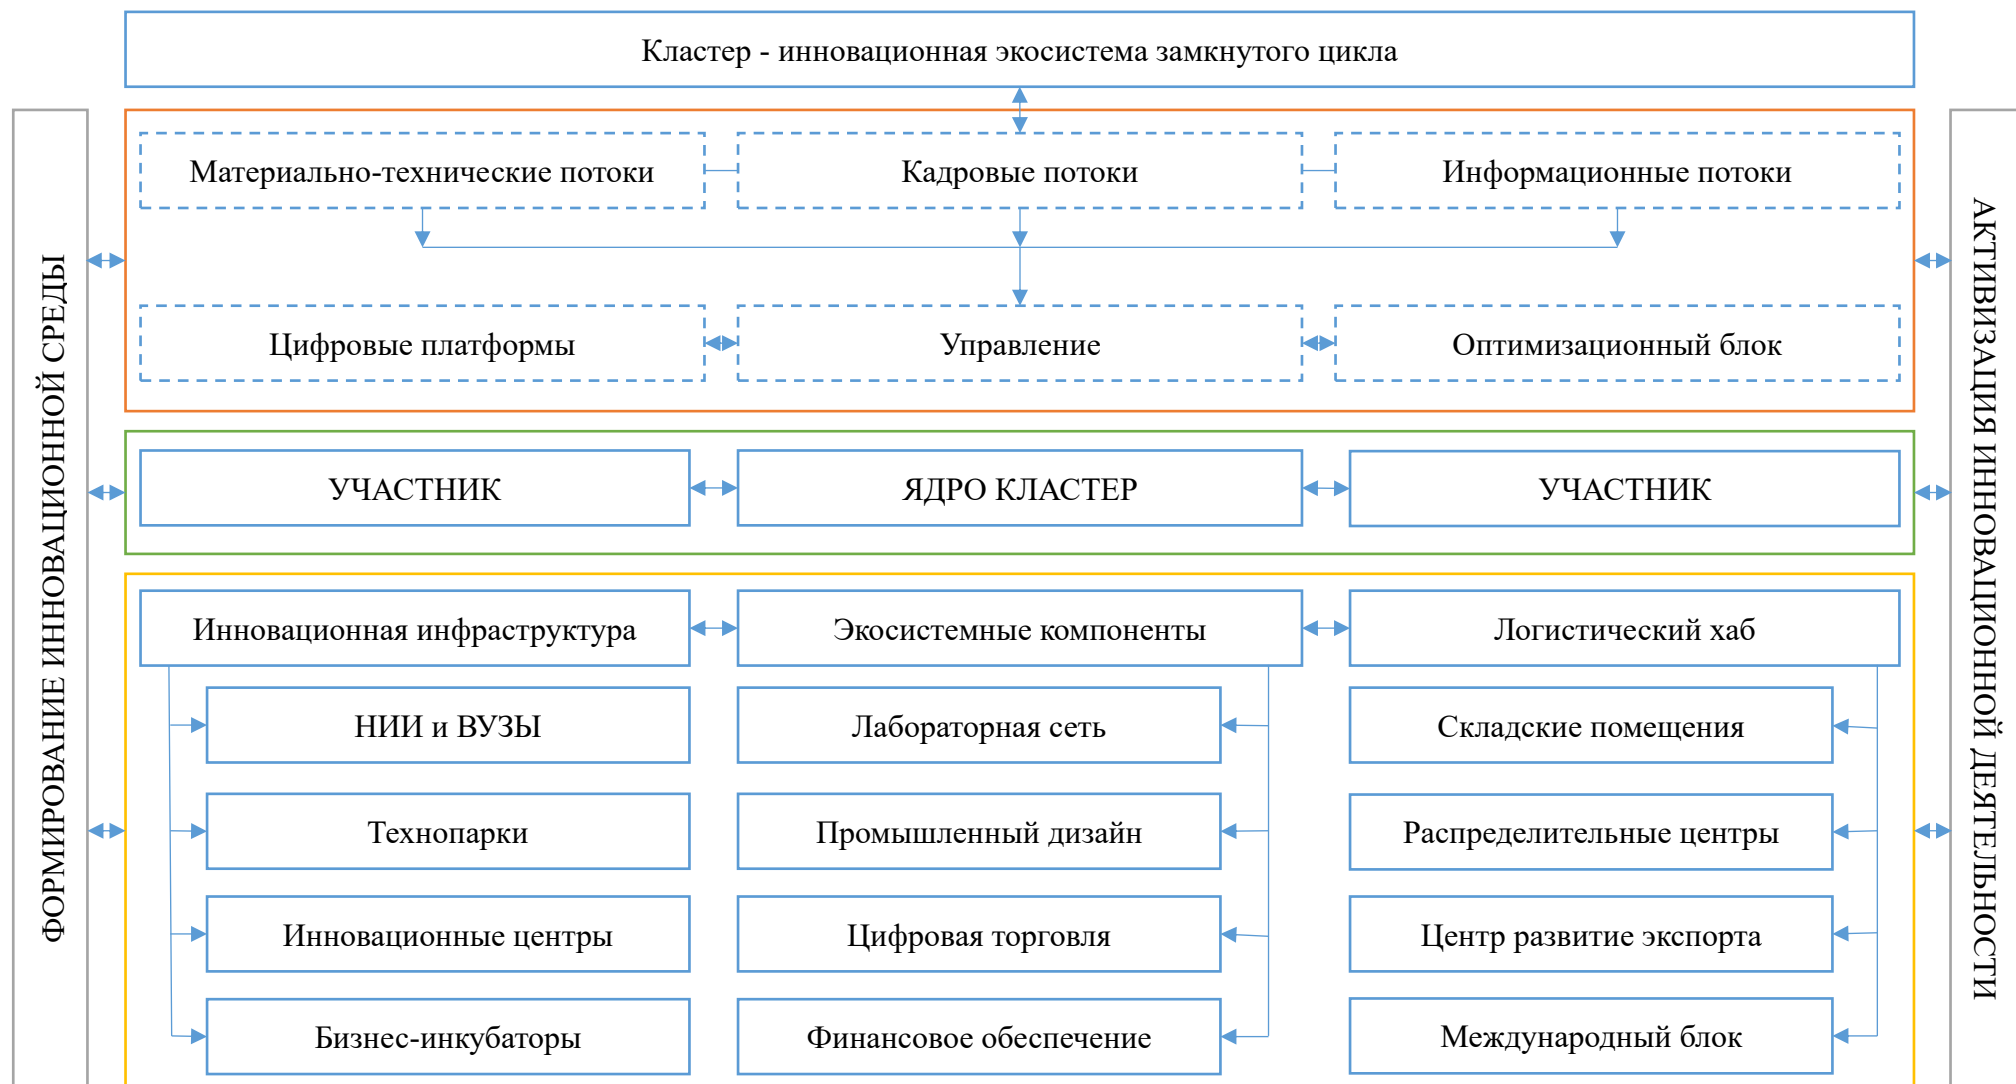 Кластер - инновационная экосистема замкнутого цикла
ФОРМИРОВАНИЕ ИННОВАЦИОННОЙ СРЕДЫ
Материально-технические потоки
Кадровые потоки
Информационные потоки
Цифровые платформы
Управление
Оптимизационный блок
УЧАСТНИК
ЯДРО КЛАСТЕР
УЧАСТНИК
Инновационная инфраструктура
Экосистемные компоненты
Логистический хаб
НИИ и ВУЗЫ
Лабораторная сеть
Складские помещения
Технопарки
Промышленный дизайн
Распределительные центры
Инновационные центры
Цифровая торговля
Центр развитие экспорта
Бизнес-инкубаторы
Финансовое обеспечение
Международный блок
АКТИВИЗАЦИЯ ИННОВАЦИОННОЙ ДЕЯТЕЛЬНОСТИ